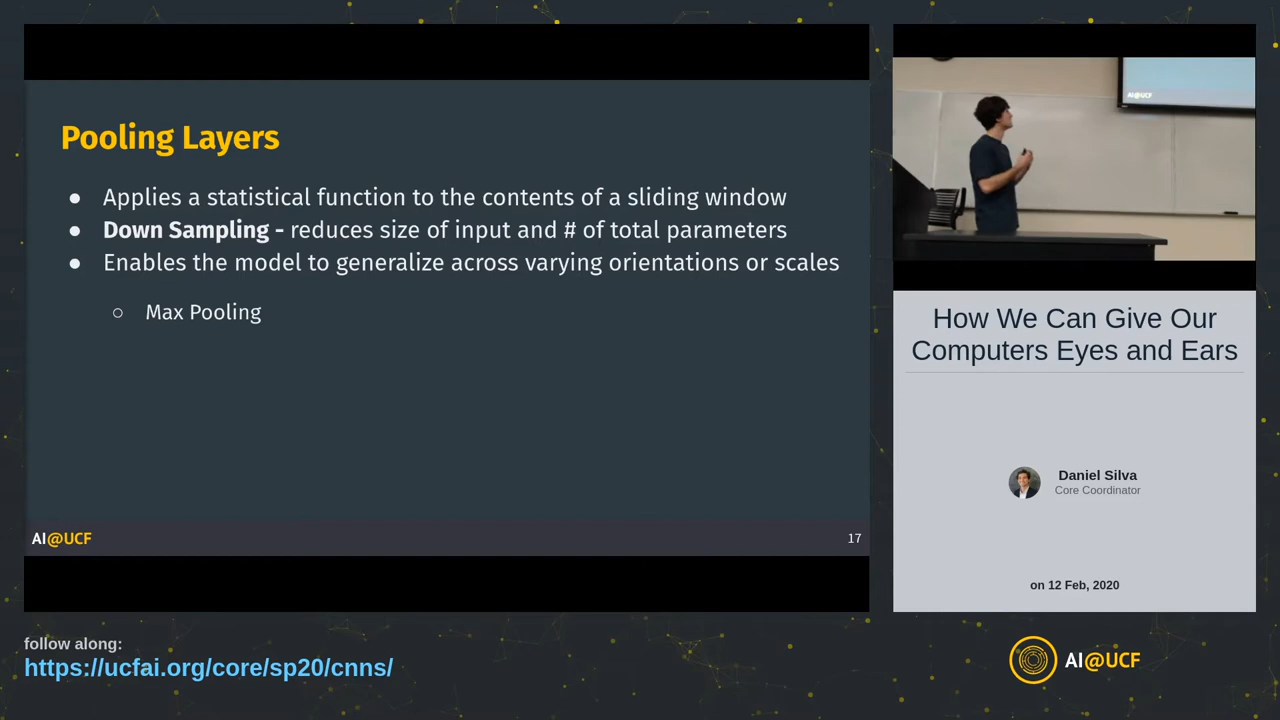 Pooling Layers
● Applies a statistical function to the contents of a sliding window
● Down Sampling - reduces size of input and # of total parameters
● Enables the model to generalize across varying orientations or scales
○ Max Pooling
AI@UCF
17
AI@UCF
How We Can Give Our
Computers Eyes and Ears
Daniel Silva
Core Coordinator
on 12 Feb, 2020
follow along:
https://ucfai.org/core/sp20/cnns/
AI@UCF